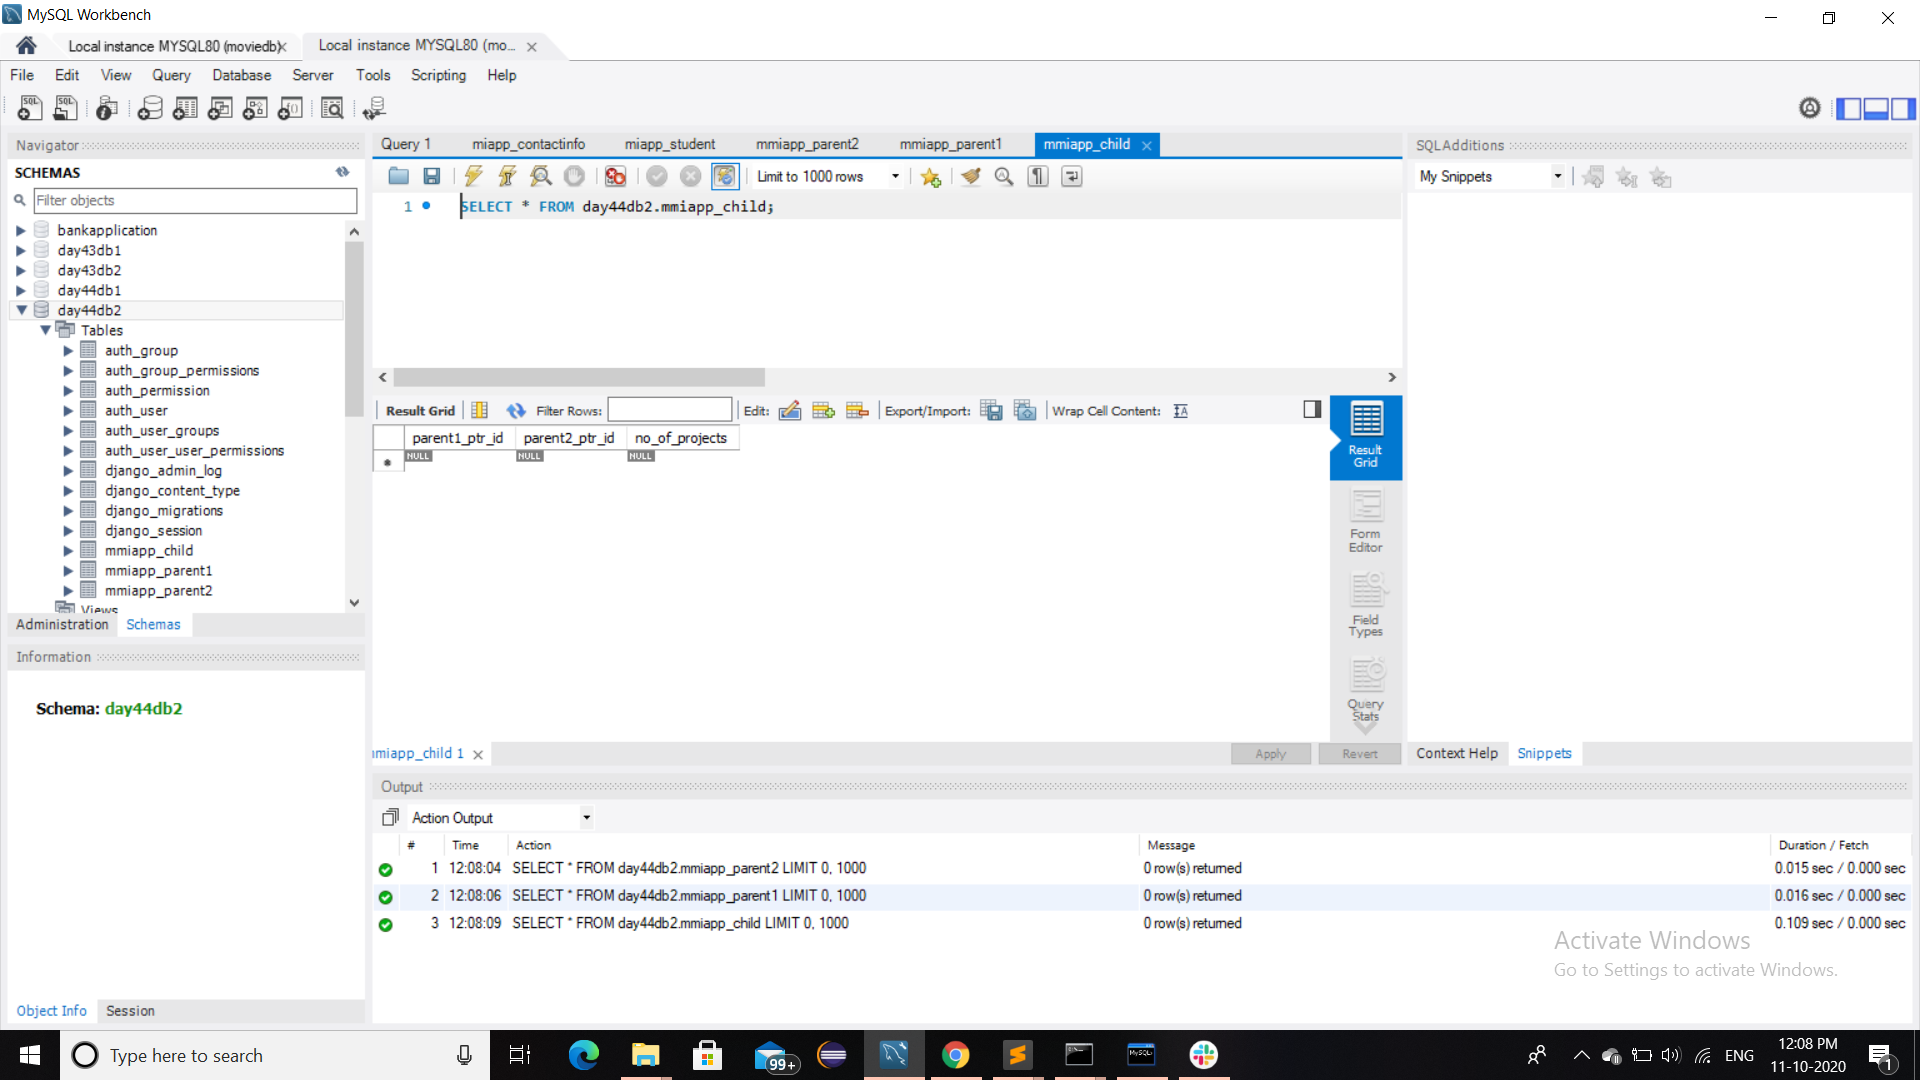 MySQL Workbench
Local instance MYSQL80 (moviedb)
Local instance MYSQL80 (mo...
File Edit View Query Database Server Tools Scripting Help
Navigator
SCHEMAS
Filter objects
bankapplication
day43db1
day43db2
day44db1
day44db2
Tables
auth_group
auth_group_permissions
auth_permission
auth_user
auth_user_groups
auth_user_user_permissions
django_admin_log
django_content_type
django_migrations
django_session
mmiapp_child
mmiapp_parent1
mmiapp_parent2
Views
Administration Schemas
Information
Schema: day44db2
Object Info Session
Query 1 miapp_contactinfo miapp_student mmiapp_parent2 mmiapp_parent1 mmiapp_child
Limit to 1000 rows
1 SELECT * FROM day44db2.mmiapp_child;
Result Grid Filter Rows: Edit: Export/Import: Wrap Cell Content:
parent1_ptr_id parent2_ptr_id no_of_projects
NULL NULL NULL
Result Grid
Form Editor
Field Types
Query Stats
mmiapp_child 1
Apply Revert
SQLAdditions
My Snippets
Context Help Snippets
Output
Action Output
# Time Action Message Duration / Fetch
1 12:08:04 SELECT * FROM day44db2.mmiapp_parent2 LIMIT 0, 1000 0 row(s) returned 0.015 sec / 0.000 sec
2 12:08:06 SELECT * FROM day44db2.mmiapp_parent1 LIMIT 0, 1000 0 row(s) returned 0.016 sec / 0.000 sec
3 12:08:09 SELECT * FROM day44db2.mmiapp_child LIMIT 0, 1000 0 row(s) returned 0.109 sec / 0.000 sec
Activate Windows
Go to Settings to activate Windows.
Type here to search
99+
MySQL
ENG
12:08 PM
11-10-2020
1